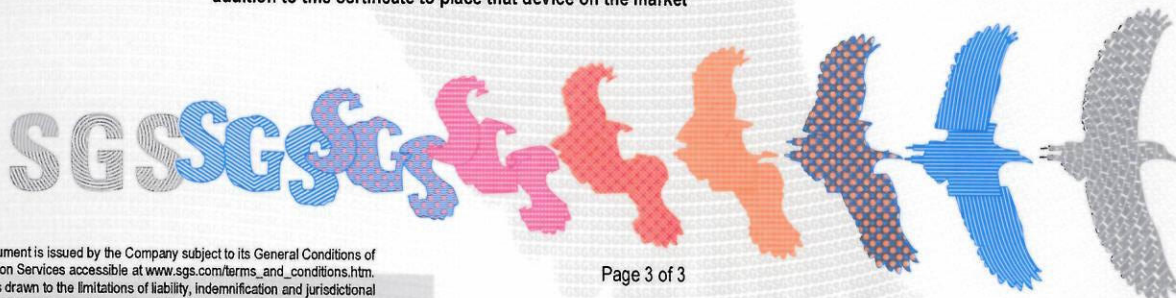 addition to this certificate to place that device on the market
SGS
SGS
SGS
ument is issued by the Company subject to its General Conditions of
on Services accessible at www.sgs.com/terms_and_conditions.htm.
s drawn to the limitations of liability, indemnification and jurisdictional
Page 3 of 3